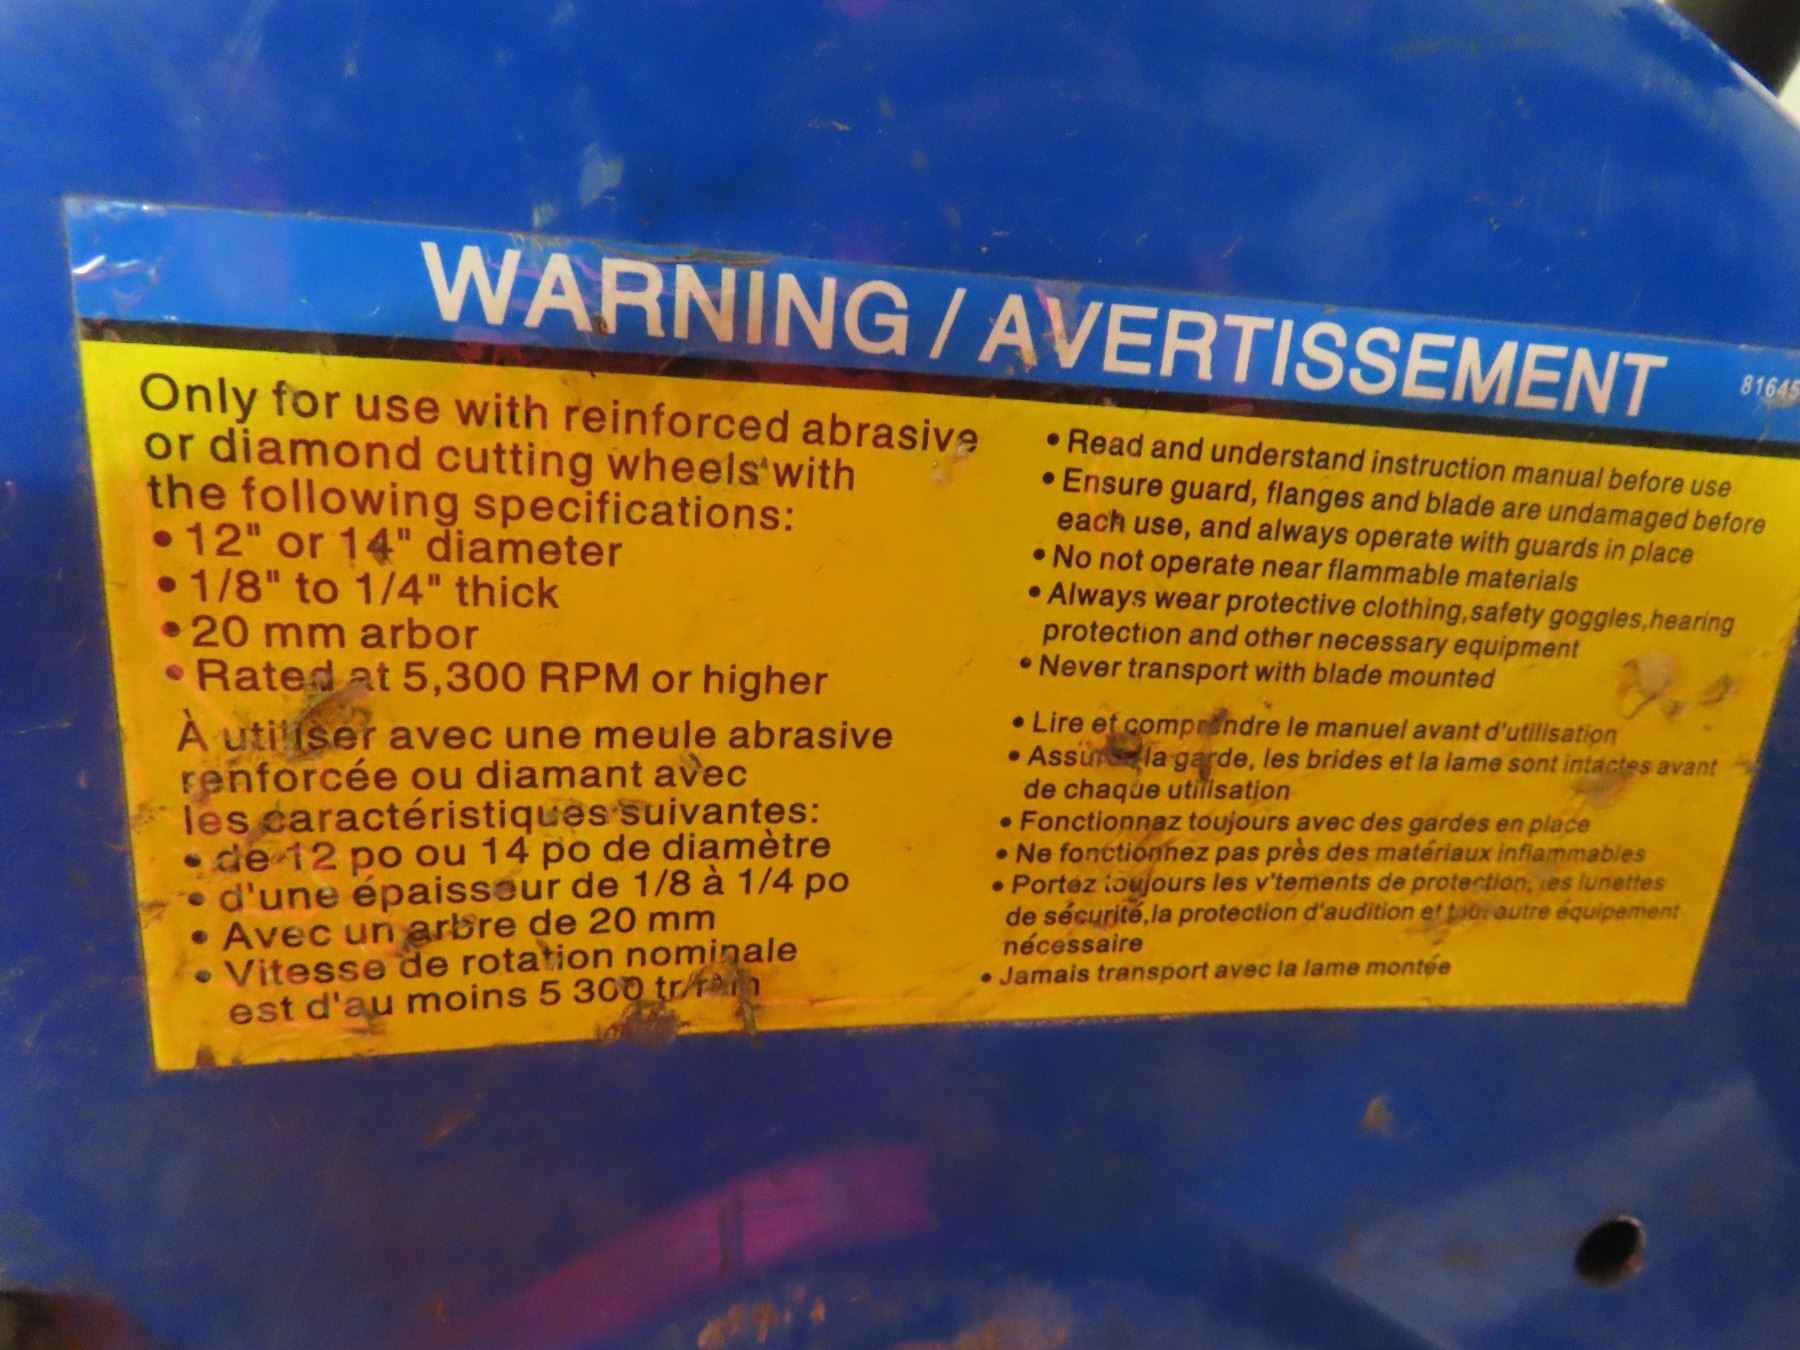 WARNING / AVERTISSEMENT
81645
Only for use with reinforced abrasive
or diamond cutting wheels with
the following specifications:
• 12" or 14" diameter
• 1/8" to 1/4" thick
• 20 mm arbor
• Rated at 5,300 RPM or higher
À utiliser avec une meule abrasive
renforcée ou diamant avec
les caractéristiques suivantes:
• de 12 po ou 14 po de diamètre
• d'une épaisseur de 1/8 à 1/4 po
• Avec un arbre de 20 mm
• Vitesse de rotation nominale
est d'au moins 5 300
• Read and understand instruction manual before use
• Ensure guard, flanges and blade are undamaged before
each use, and always operate with guards in place
• No not operate near flammable materials
• Always wear protective clothing,safety goggles,hearing
protection and other necessary equipment
• Never transport with blade mounted
• Lire et comprendre le manuel avant d'utilisation
• la garde, les brides et la lame sont intactes avant
de chaque utilisation
• Fonctionnaz toujours avec des gardes en place
• Ne fonctionnez pas près des matériaux inflammables
• Portez toujours les v'tements de protection, les lunettes
de sécurité,la protection d'audition et tout autre équipement
nécessaire
• Jamais transport avec la lame montée